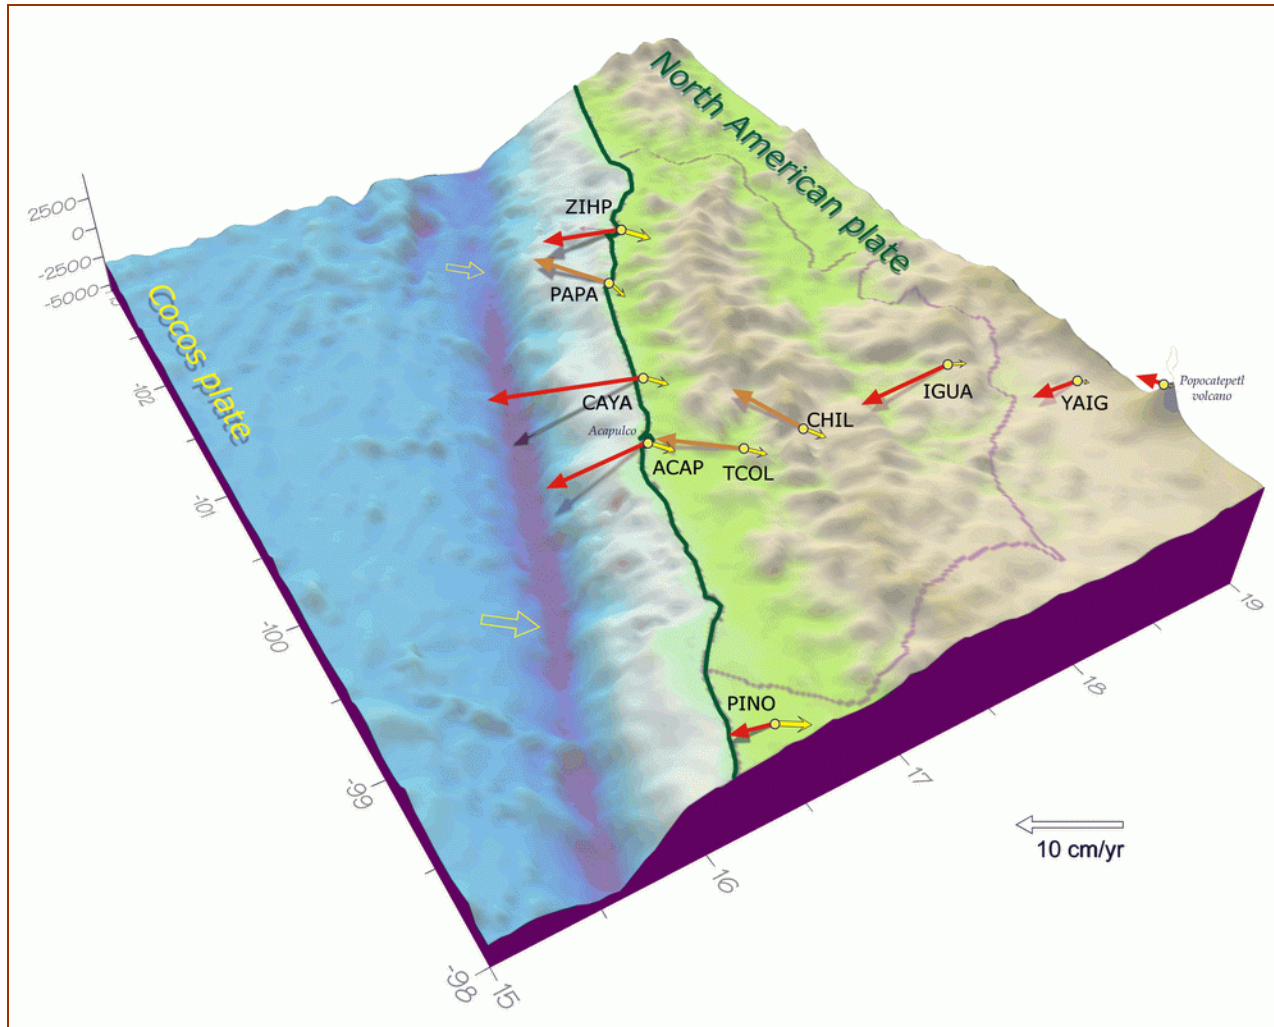 North American plate
Cocos plate
2500
0
-2500
-5000
ZIHP
PAPA
CAYA
Acapulco
ACAP
TCOL
CHIL
IGUA
YAIG
Popocatepetl
volcano
PINO
-102
-101
-100
-99
-98
15
16
17
18
19
10 cm/yr